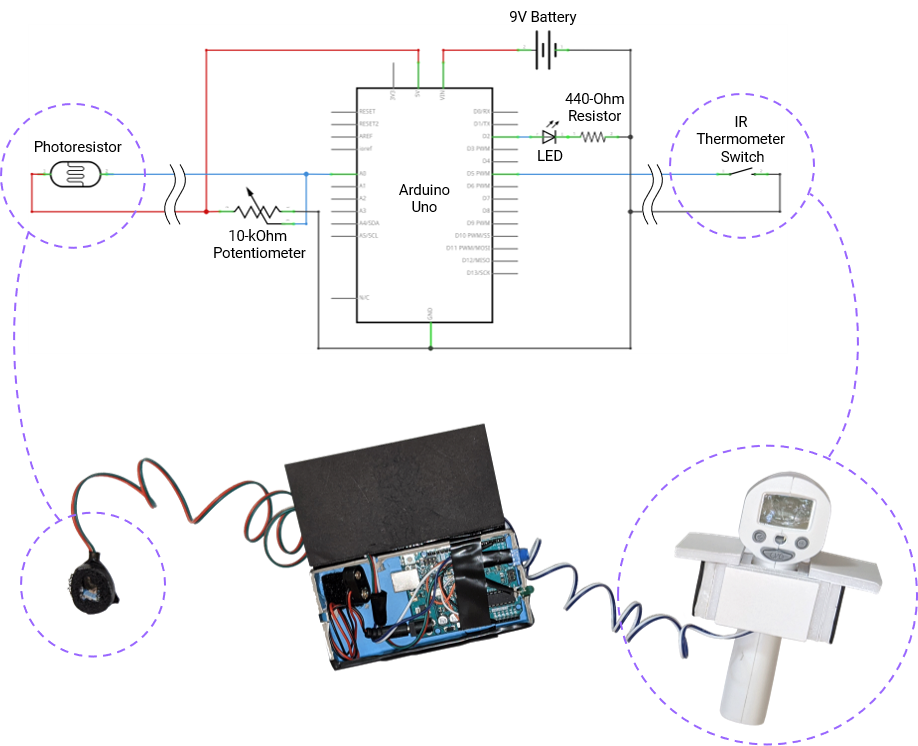 9V Battery
3V3
5V
VIN
RESET
RESET2
AREF
ioref
A0
A1
A2
A3
A4/SDA
A5/SCL
N/C
GND
D0/RX
D1/TX
D2
D3 PWM
D4
D5 PWM
D6 PWM
D7
D8
D9 PWM
D10 PWM/SS
D11 PWM/MOSI
D12/MISO
D13/SCK
Arduino
Uno
440-Ohm
Resistor
LED
IR
Thermometer
Switch
Photoresistor
10-kOhm
Potentiometer